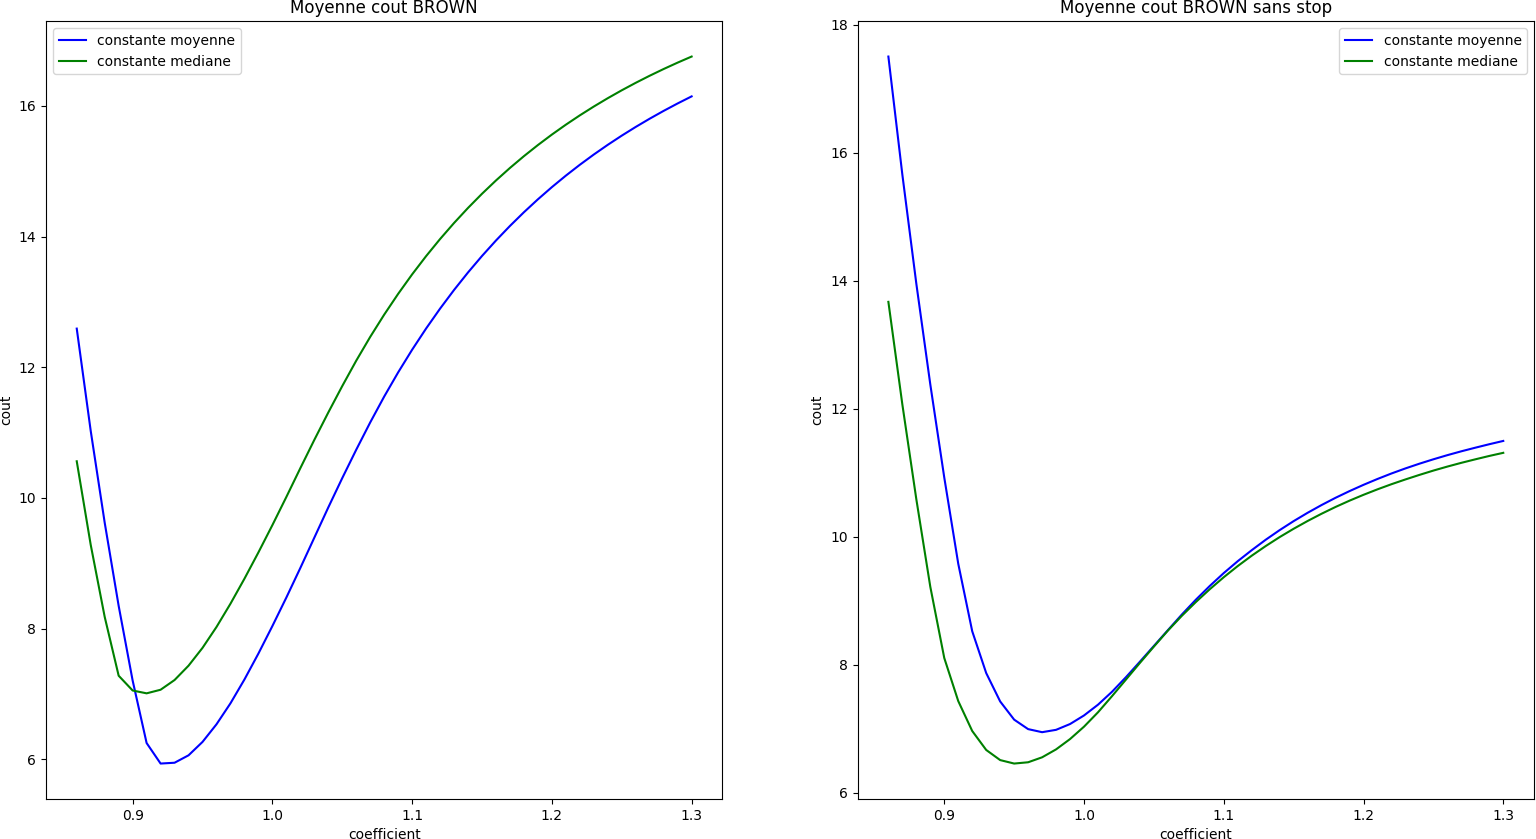 Moyenne cout BROWN
constante moyenne
constante mediane
16
14
12
10
8
6
cout
0.9 1.0 1.1 1.2 1.3
coefficient
Moyenne cout BROWN sans stop
constante moyenne
constante mediane
18
16
14
12
10
8
6
cout
0.9 1.0 1.1 1.2 1.3
coefficient